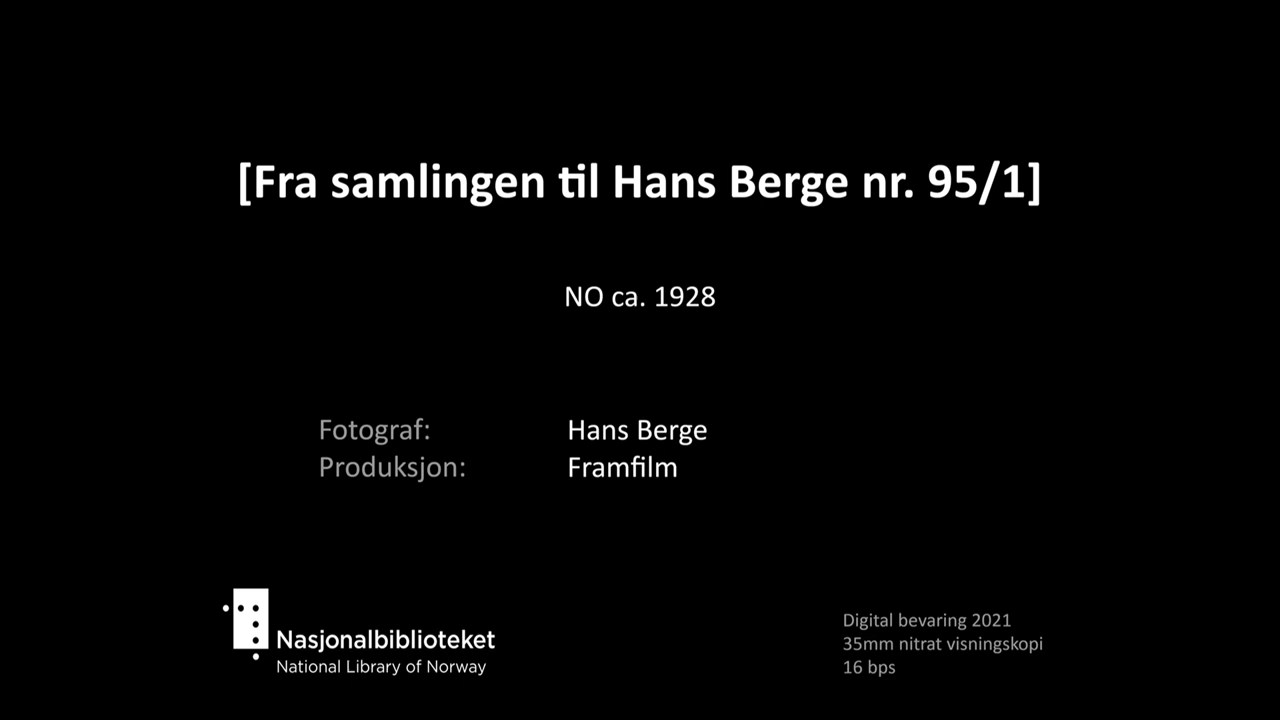 [Fra samlingen til Hans Berge nr. 95/1]
NO ca. 1928
Fotograf: Hans Berge
Produksjon: Framfilm
Nasjonalbiblioteket
National Library of Norway
Digital bevaring 2021
35mm nitrat visningskopi
16 bps